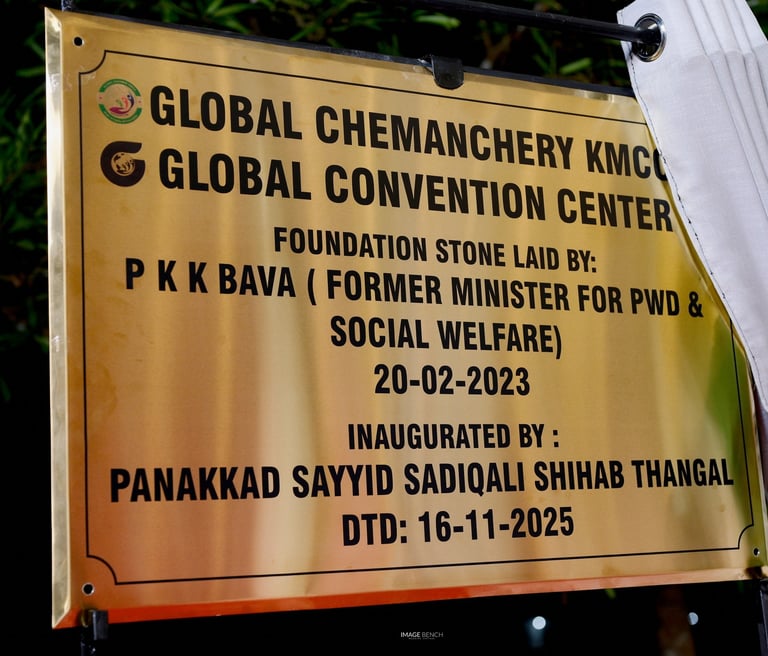 GLOBAL CHEMANCHERY KMCC
GLOBAL CONVENTION CENTER
FOUNDATION STONE LAID BY:
P K K BAVA ( FORMER MINISTER FOR PWD &
SOCIAL WELFARE)
20-02-2023
INAUGURATED BY :
PANAKKAD SAYYID SADIQALI SHIHAB THANGAL
DTD: 16-11-2025
IMAGE BENCH